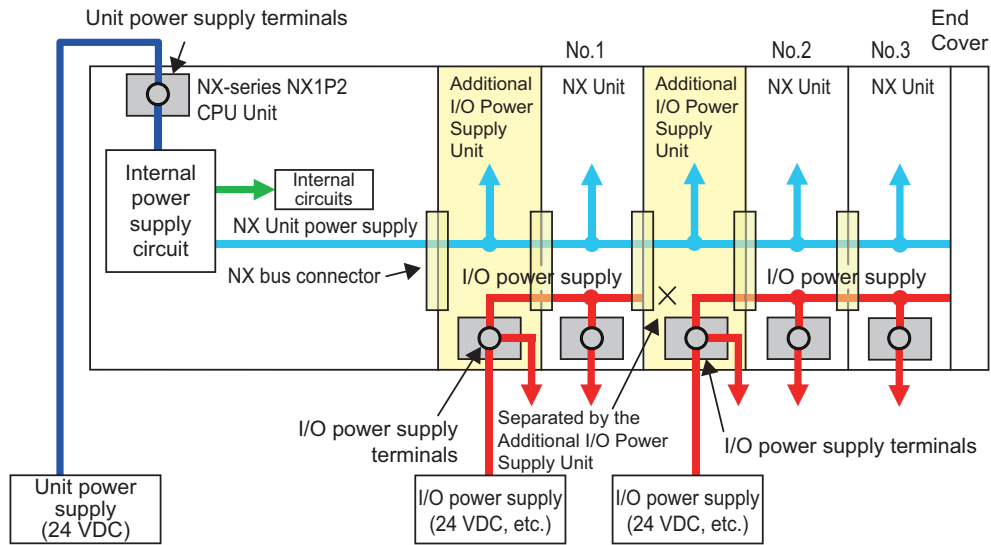 Unit power supply terminals
End
Cover
No.1
No.2
No.3
NX-series NX1P2
CPU Unit
Additional
I/O Power
Supply
Unit
NX Unit
Additional
I/O Power
Supply
Unit
NX Unit
NX Unit
Internal
power
supply
circuit
Internal
circuits
NX Unit power supply
NX bus connector
I/O power supply
I/O power supply
I/O power supply
terminals
Separated by the
Additional I/O Power
Supply Unit
I/O power supply terminals
Unit power
supply
(24 VDC)
I/O power supply
(24 VDC, etc.)
I/O power supply
(24 VDC, etc.)